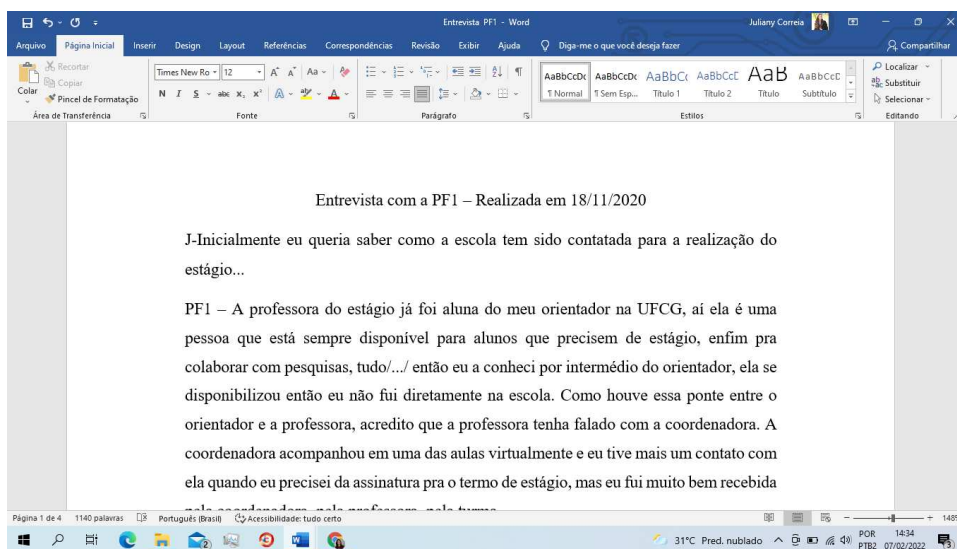 Entrevista PF1 - Word
Juliany Correia
Arquivo Página Inicial Inserir Design Layout Referências Correspondências Revisão Exibir Ajuda Diga-me o que você deseja fazer Compartilhar
Colar
Recortar
Copiar
Pincel de Formatação
Área de Transferência
Times New Ro 12
N I S abc x, x²
Fonte
Parágrafo
AaBbCcDc AaBbCcDc AaBbCc AaBbCcC AaB AaBbCcC
¶ Normal ¶ Sem Esp... Título 1 Título 2 Título Subtítulo
Estilos
Localizar
Substituir
Selecionar
Editando
Entrevista com a PF1 – Realizada em 18/11/2020
J-Inicialmente eu queria saber como a escola tem sido contatada para a realização do
estágio...
PF1 – A professora do estágio já foi aluna do meu orientador na UFCG, aí ela é uma
pessoa que está sempre disponível para alunos que precisem de estágio, enfim pra
colaborar com pesquisas, tudo/.../ então eu a conheci por intermédio do orientador, ela se
disponibilizou então eu não fui diretamente na escola. Como houve essa ponte entre o
orientador e a professora, acredito que a professora tenha falado com a coordenadora. A
coordenadora acompanhou em uma das aulas virtualmente e eu tive mais um contato com
ela quando eu precisei da assinatura pra o termo de estágio, mas eu fui muito bem recebida
pela coordenadora, pela professora, pela turma
Página 1 de 4 1140 palavras Português (Brasil) Acessibilidade: tudo certo
31°C Pred. nublado
POR
PTB2
14:34
07/02/2022